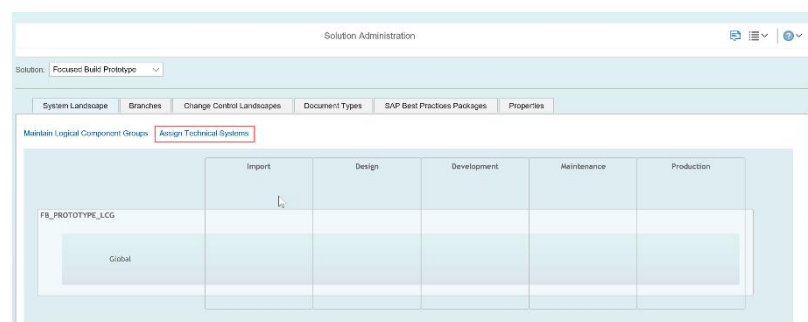 Solution Administration
Solution: Focused Build Prototype
System Landscape Branches Change Control Landscapes Document Types SAP Best Practices Packages Properties
Maintain Logical Component Groups Assign Technical Systems
Import Design Development Maintenance Production
FB_PROTOTYPE_LCG
Global